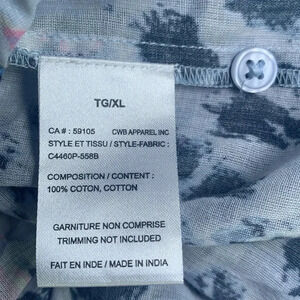 TG/XL
CA # : 59105 CWB APPAREL INC
STYLE ET TISSU / STYLE-FABRIC :
C4460P-558B
COMPOSITION / CONTENT :
100% COTON, COTTON
GARNITURE NON COMPRISE
TRIMMING NOT INCLUDED
FAIT EN INDE / MADE IN INDIA